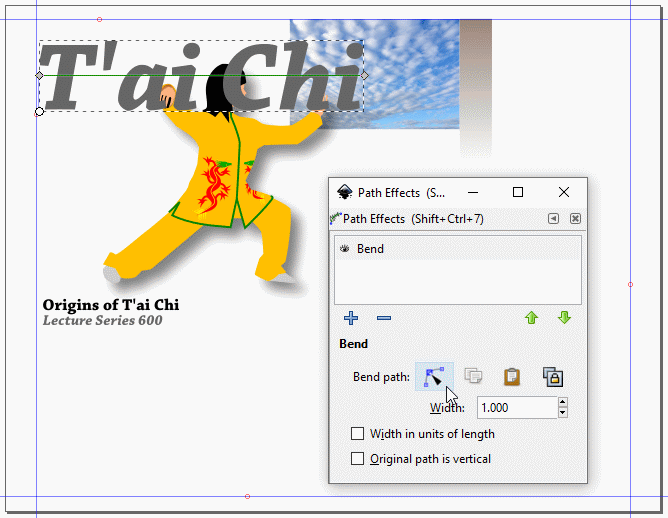 T'ai Chi
Origins of T'ai Chi
Lecture Series 600
Path Effects (S...
Path Effects (Shift+Ctrl+7)
Bend
Bend
Bend path:
Width: 1.000
Width in units of length
Original path is vertical